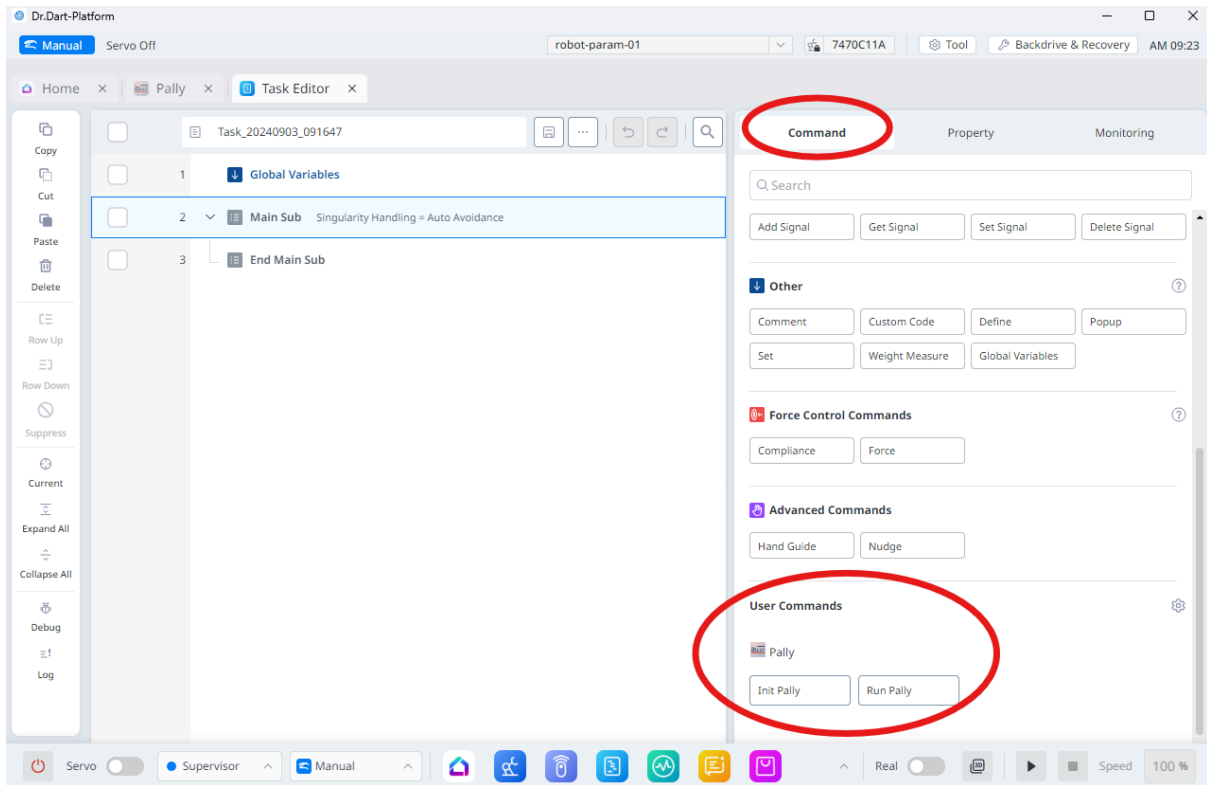 Dr.Dart-Platform
Manual Servo Off robot-param-01 7470C11A Tool Backdrive & Recovery AM 09:23
Home Pally Task Editor
Copy
Cut
Paste
Delete
Row Up
Row Down
Suppress
Current
Expand All
Collapse All
Debug
Log
Task_20240903_091647
1 Global Variables
2 Main Sub Singularity Handling = Auto Avoidance
3 End Main Sub
Command Property Monitoring
Search
Add Signal Get Signal Set Signal Delete Signal
Other
Comment Custom Code Define Popup
Set Weight Measure Global Variables
Force Control Commands
Compliance Force
Advanced Commands
Hand Guide Nudge
User Commands
Pally
Init Pally Run Pally
Servo Supervisor Manual Real 3D Speed 100 %